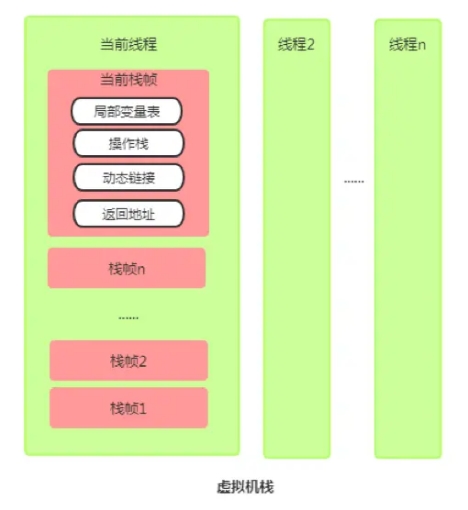 当前线程
当前栈帧
局部变量表
操作栈
动态链接
返回地址
栈帧n
......
栈帧2
栈帧1
线程2
......
线程n
虚拟机栈